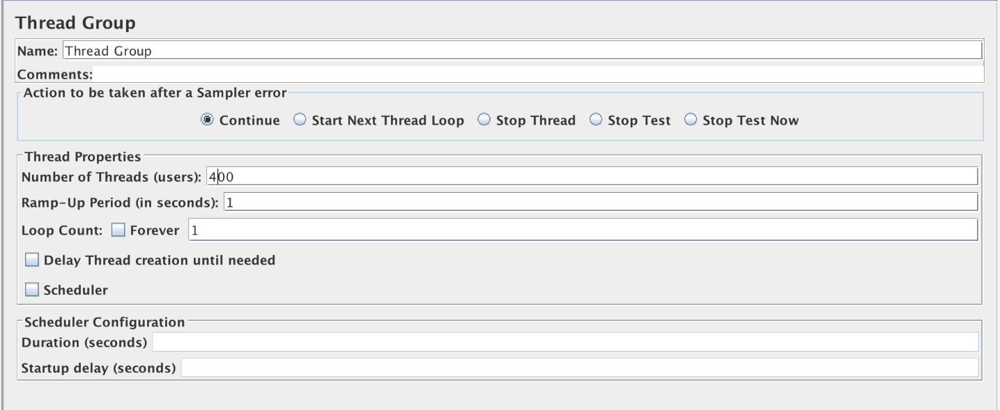 Thread Group
Name: Thread Group
Comments:
Action to be taken after a Sampler error
Continue Start Next Thread Loop Stop Thread Stop Test Stop Test Now
Thread Properties
Number of Threads (users): 400
Ramp-Up Period (in seconds): 1
Loop Count: Forever 1
Delay Thread creation until needed
Scheduler
Scheduler Configuration
Duration (seconds)
Startup delay (seconds)